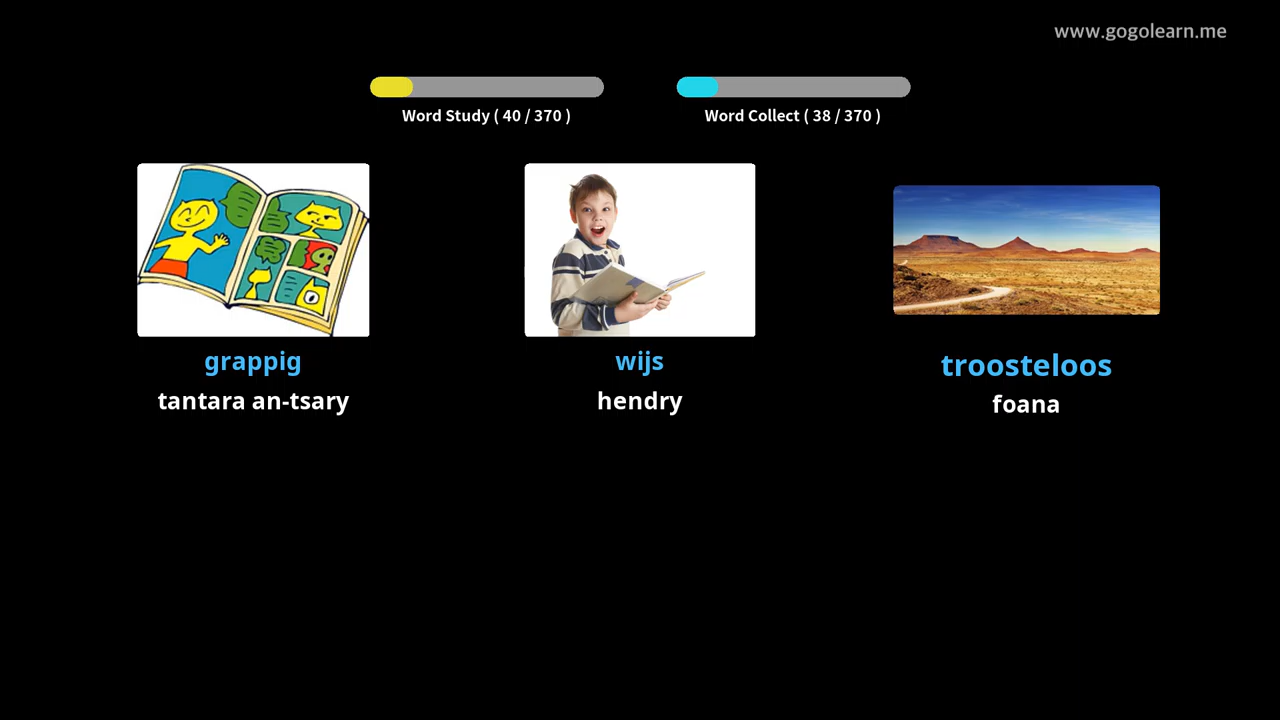 www.gogolearn.me
Word Study ( 40 / 370 )
Word Collect ( 38 / 370 )
grappig
tantara an-tsary
wijs
hendry
troosteloos
foana